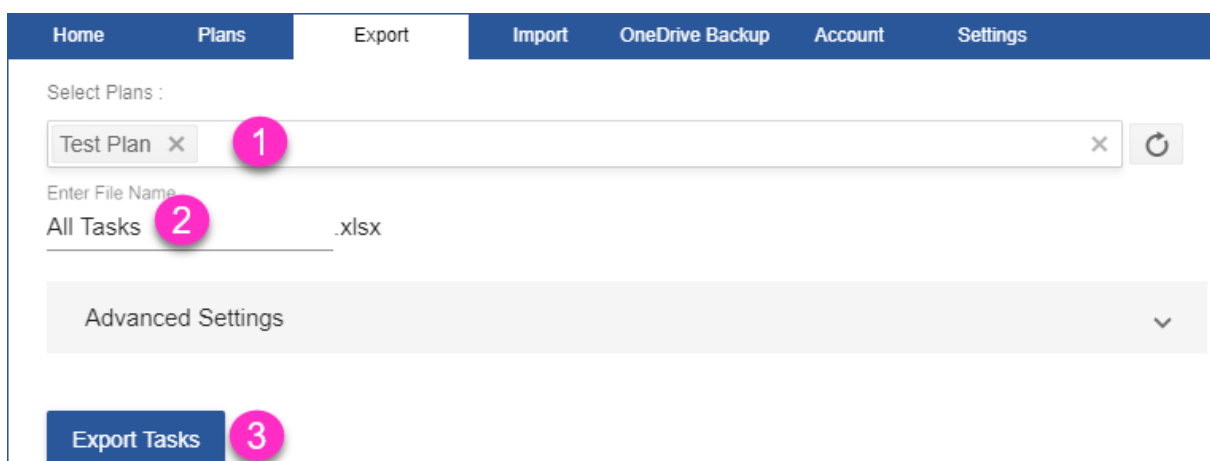 Home Plans Export Import OneDrive Backup Account Settings
Select Plans :
Test Plan × 1 ×
Enter File Name
All Tasks 2 .xlsx
Advanced Settings
Export Tasks 3